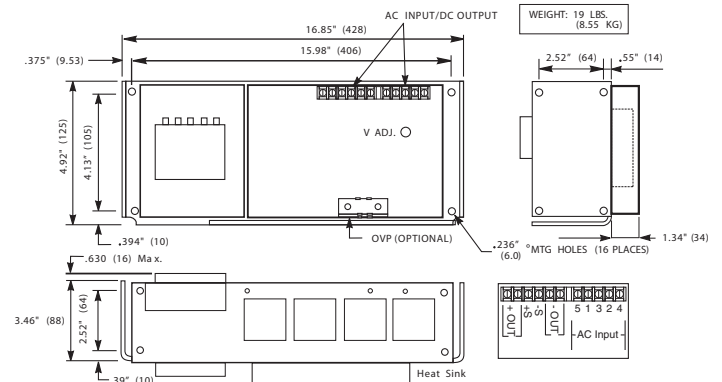 AC INPUT/DC OUTPUT
WEIGHT: 19 LBS.
(8.55 KG)
16.85" (428)
15.98" (406)
.375" (9.53)
2.52" (64)
.55" (14)
4.92" (125)
4.13" (105)
V ADJ.
.394" (10)
OVP (OPTIONAL)
.236" °MTG HOLES (16 PLACES)
(6.0)
1.34" (34)
.630 (16) Max.
3.46" (88)
2.52" (64)
.39" (10)
Heat Sink
+ OUT
+S
-S
- OUT
5 1 3 2 4
AC Input